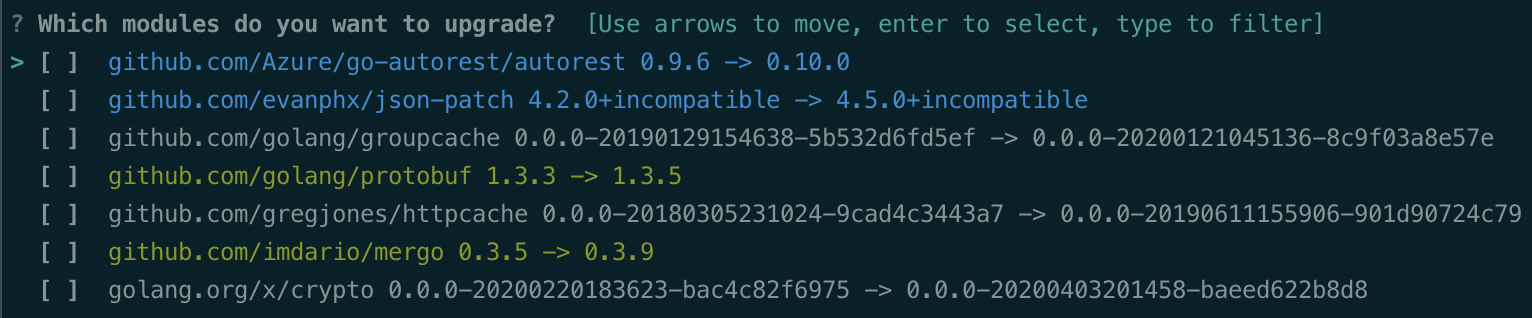 ? Which modules do you want to upgrade?  [Use arrows to move, enter to select, type to filter]
> [ ]  github.com/Azure/go-autorest/autorest 0.9.6 -> 0.10.0
  [ ]  github.com/evanphx/json-patch 4.2.0+incompatible -> 4.5.0+incompatible
  [ ]  github.com/golang/groupcache 0.0.0-20190129154638-5b532d6fd5ef -> 0.0.0-20200121045136-8c9f03a8e57e
  [ ]  github.com/golang/protobuf 1.3.3 -> 1.3.5
  [ ]  github.com/gregjones/httpcache 0.0.0-20180305231024-9cad4c3443a7 -> 0.0.0-20190611155906-901d90724c79
  [ ]  github.com/imdario/mergo 0.3.5 -> 0.3.9
  [ ]  golang.org/x/crypto 0.0.0-20200220183623-bac4c82f6975 -> 0.0.0-20200403201458-baeed622b8d8